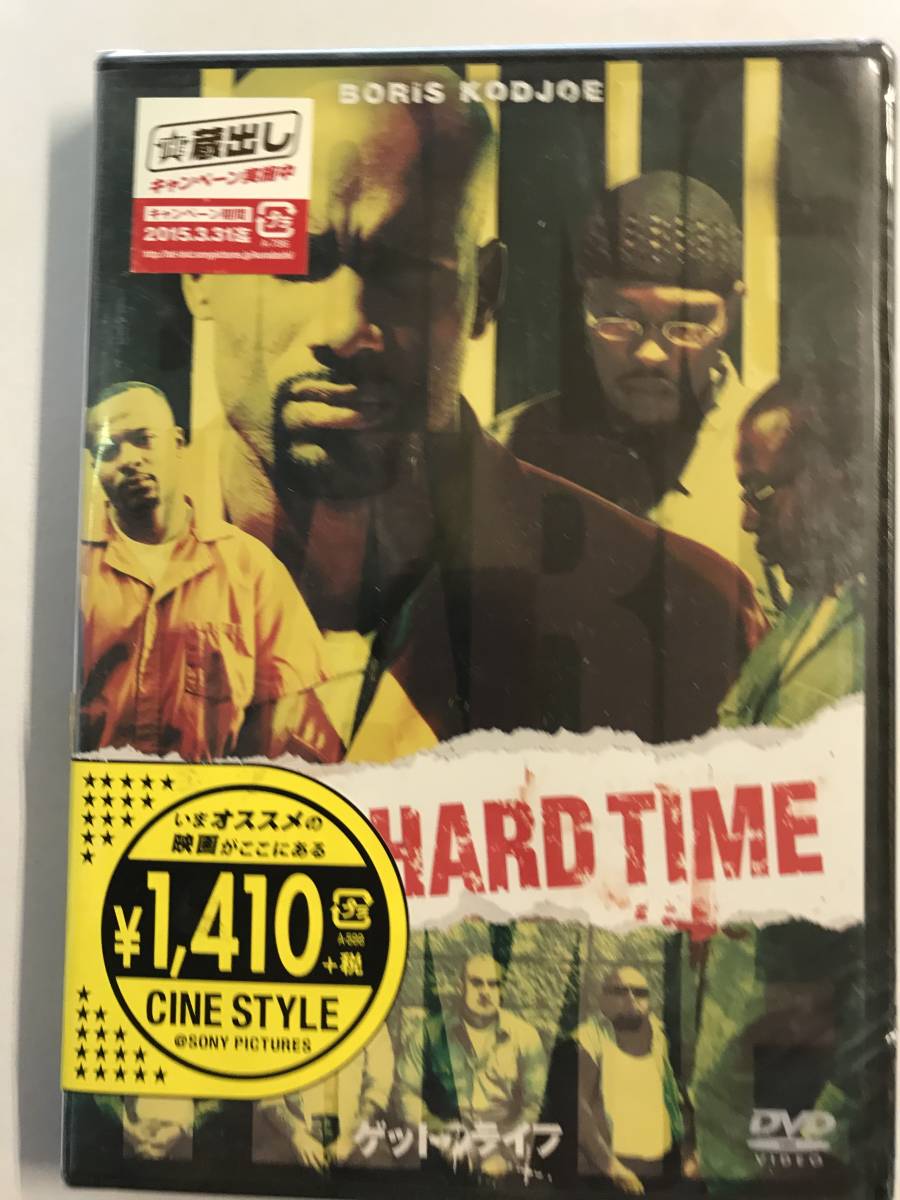 BORiS KODJOE
蔵出し
キャンペーン実施中
キャンペーン期間
2015.3.31迄
HARD TIME
いまオススメの
映画がここにある
¥1,410
+税
CINE STYLE
@SONY PICTURES
ゲット・ア・ライフ
DVD
VIDEO